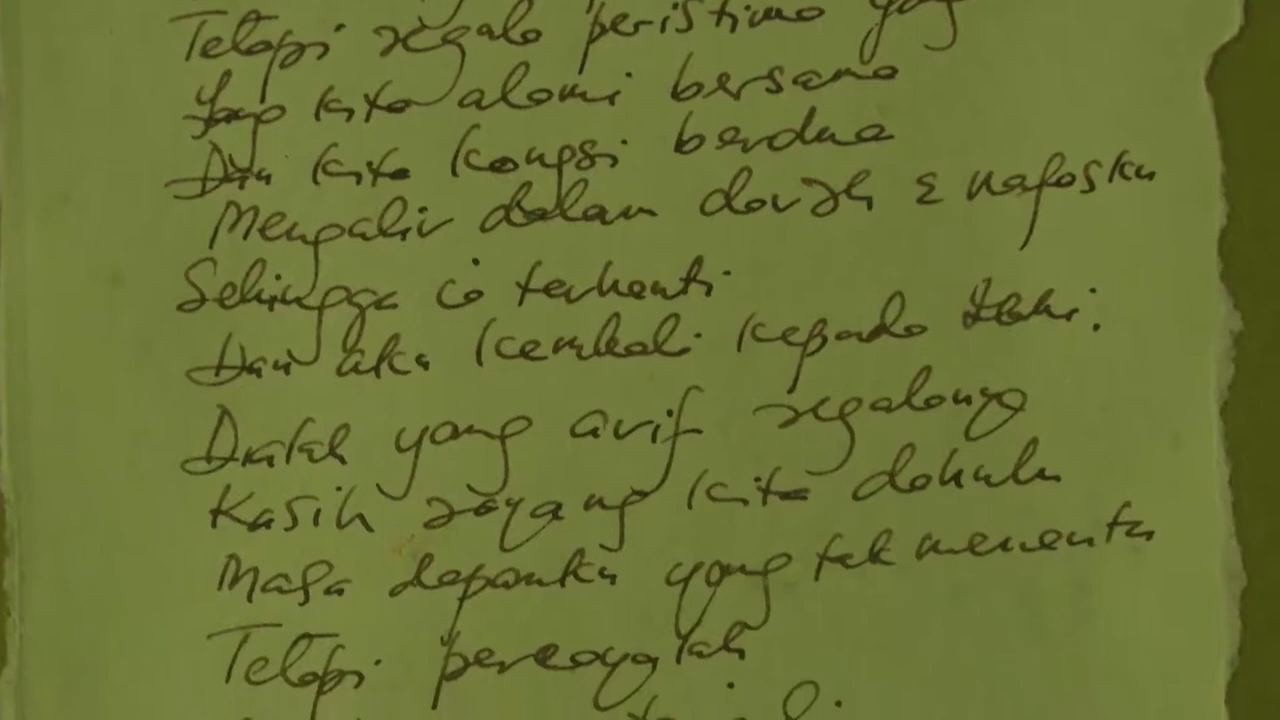 Tetapi segala peristiwa yang
Yang kita alami bersama
Dan kita kongsi berdua
Mengalir dalam darah & nafasku
Sehingga ia terhenti
Dan aku kembali kepada Ilahi.
Dialah yang arif segalanya
Kasih sayang kita dahulu
Masa depanku yang tak menentu
Tetapi percayalah